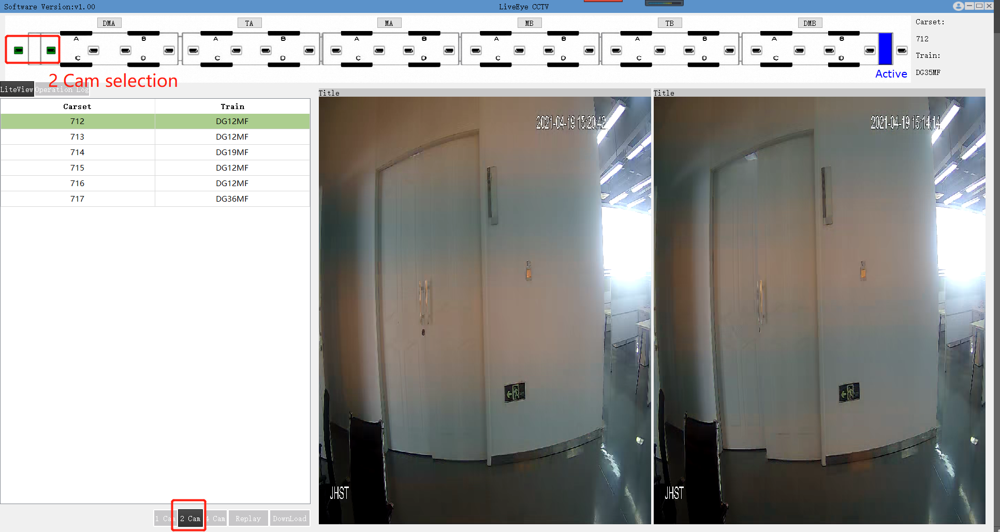 Software Version:v1.00
LiveEye CCTV
DMA
TA
MA
MB
TB
DMB
Carset:
712
Train:
DG35MF
A B A B A B A B A B A B
C D C D C D C D C D C D
Active
2 Cam selection
LiteView
Operation Log
Carset Train
712 DG12MF
713 DG12MF
714 DG19MF
715 DG12MF
716 DG12MF
717 DG36MF
1 Cam
2 Cam
4 Cam
Replay
DownLoad
Title
2021-04-19 15:20:42
JHST
Title
2021-04-19 15:14:14
JHST